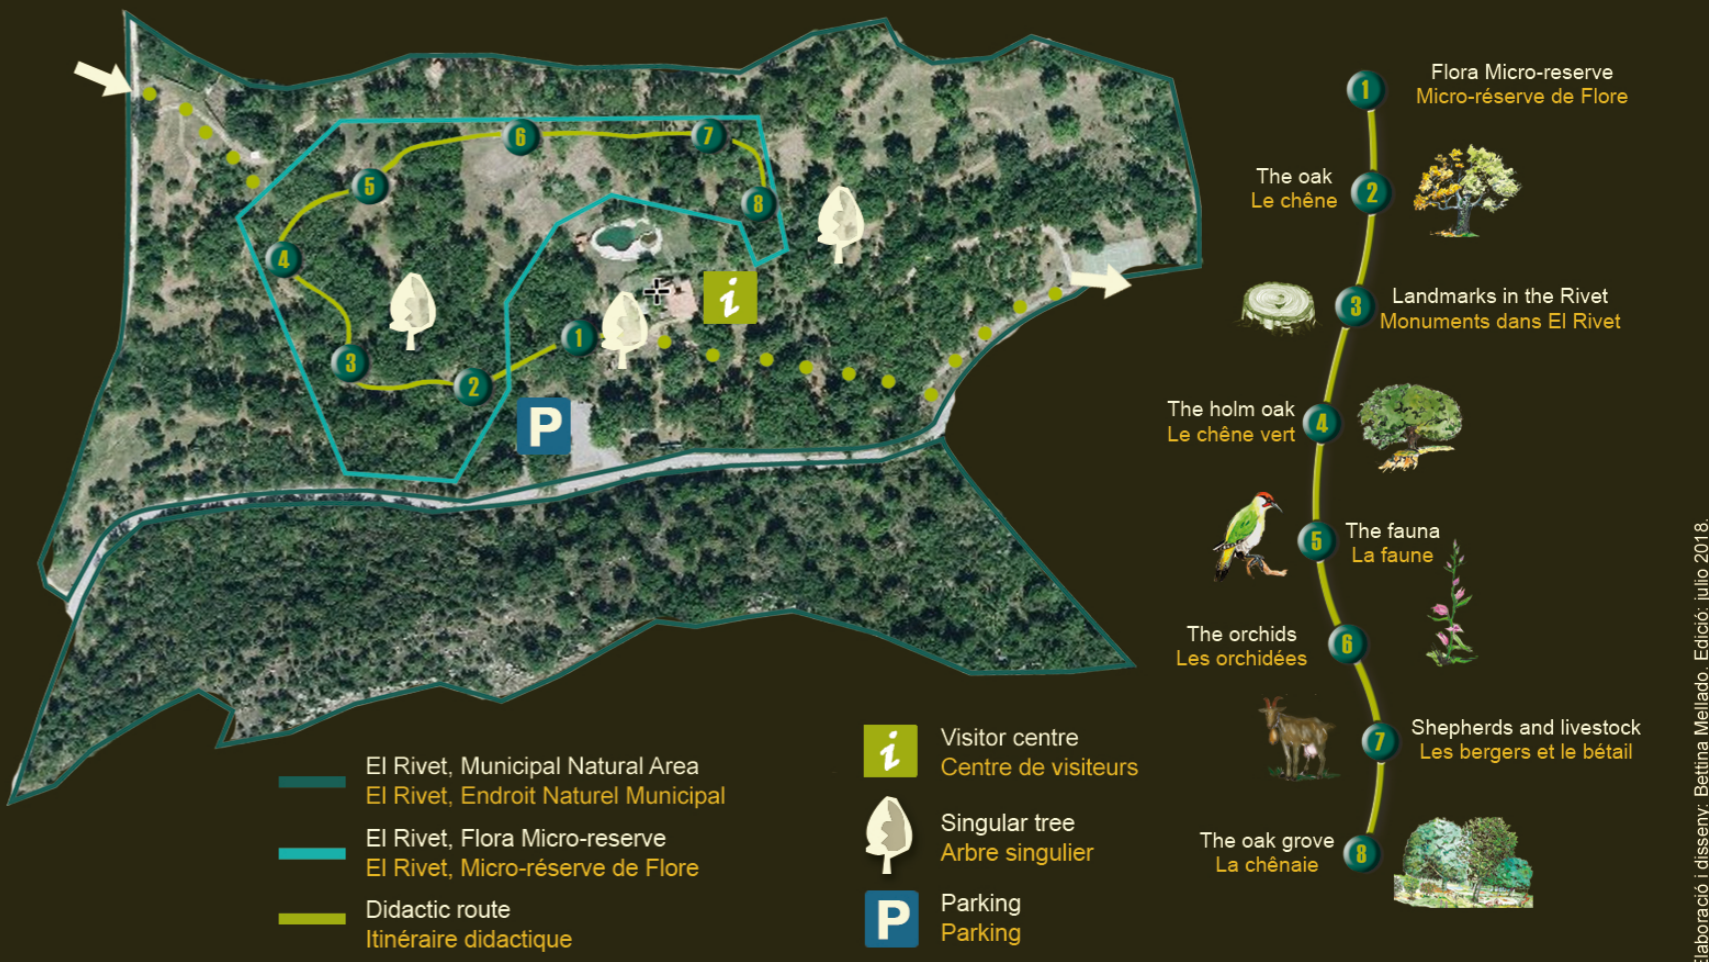 1
Flora Micro-reserve
Micro-réserve de Flore
The oak
Le chêne
2
3
Landmarks in the Rivet
Monuments dans El Rivet
The holm oak
Le chêne vert
4
5
The fauna
La faune
The orchids
Les orchidées
6
7
Shepherds and livestock
Les bergers et le bétail
The oak grove
La chênaie
8
6
7
5
8
4
i
1
3
2
P
El Rivet, Municipal Natural Area
El Rivet, Endroit Naturel Municipal
El Rivet, Flora Micro-reserve
El Rivet, Micro-réserve de Flore
Didactic route
Itinéraire didactique
i
Visitor centre
Centre de visiteurs
Singular tree
Arbre singulier
P
Parking
Parking
Elaboració i disseny: Bettina Mellado. Edició: julio 2018.